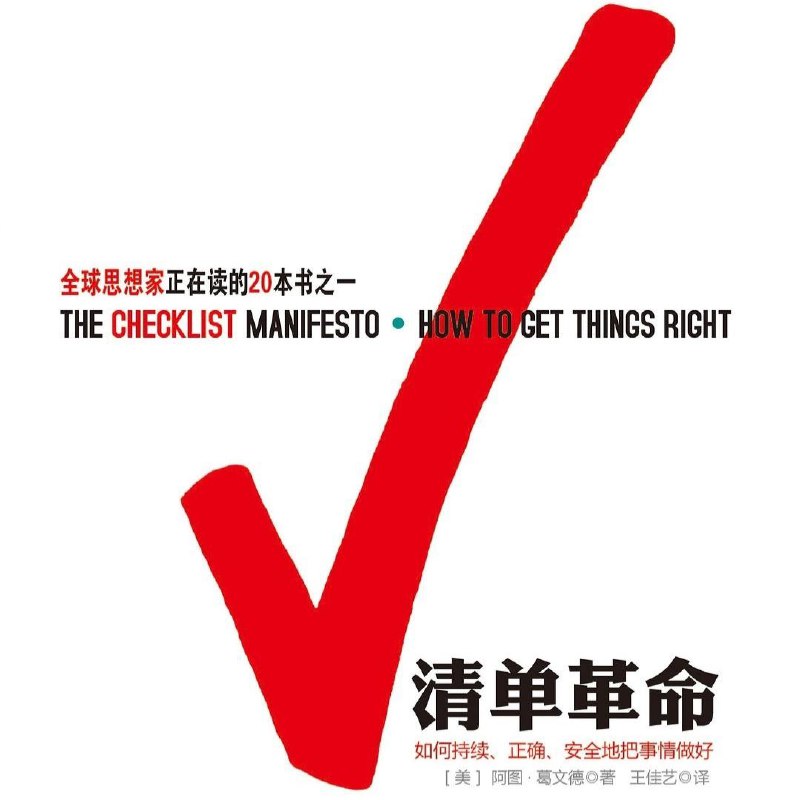 全球思想家正在读的20本书之一
THE CHECKLIST MANIFESTO • HOW TO GET THINGS RIGHT
清单革命
如何持续、正确、安全地把事情做好
［美］阿图·葛文德◎著 王佳艺◎译